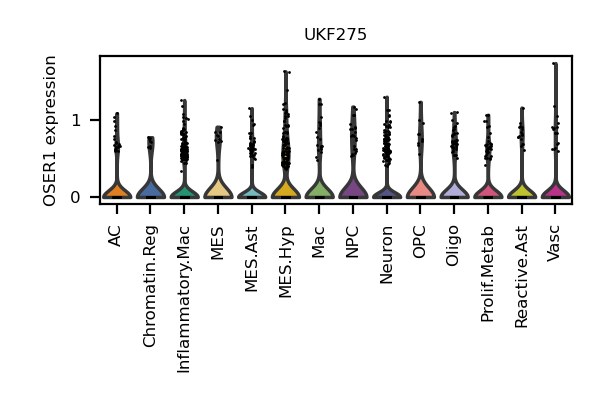 UKF275
OSER1 expression
1
0
AC
Chromatin.Reg
Inflammatory.Mac
MES
MES.Ast
MES.Hyp
Mac
NPC
Neuron
OPC
Oligo
Prolif.Metab
Reactive.Ast
Vasc